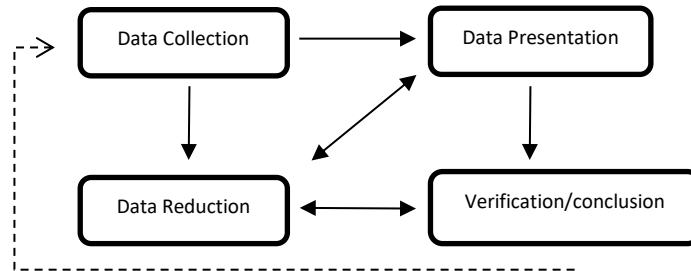 Data Collection
Data Presentation
Data Reduction
Verification/conclusion